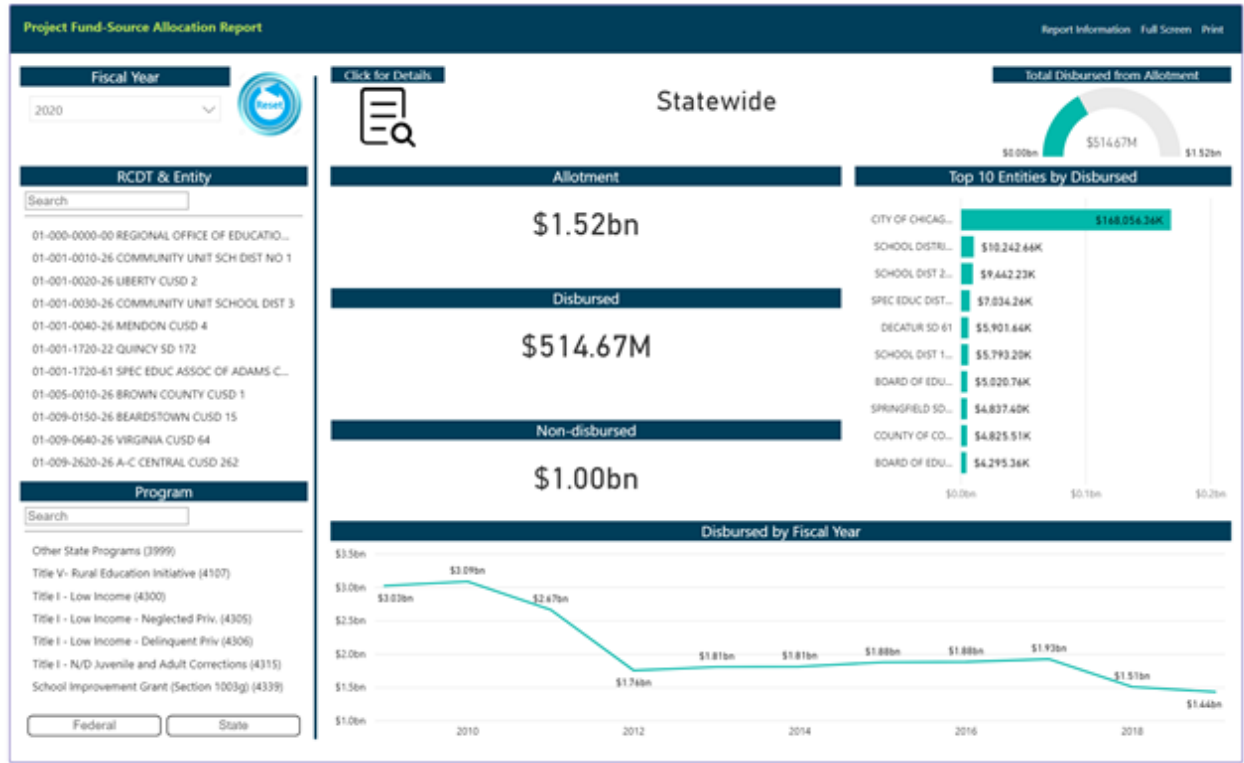 Project Fund-Source Allocation Report
Report Information Full Screen Print
Fiscal Year
2020
Reset
Click for Details
Statewide
Total Disbursed from Allotment
$514.67M
$0.00bn
$1.52bn
RCDT & Entity
Search
01-000-0000-00 REGIONAL OFFICE OF EDUCATIO...
01-001-0010-26 COMMUNITY UNIT SCH DIST NO 1
01-001-0020-26 LIBERTY CUSD 2
01-001-0030-26 COMMUNITY UNIT SCHOOL DIST 3
01-001-0040-26 MENDON CUSD 4
01-001-1720-22 QUINCY SD 172
01-001-1720-61 SPEC EDUC ASSOC OF ADAMS C...
01-005-0010-26 BROWN COUNTY CUSD 1
01-009-0150-26 BEARDSTOWN CUSD 15
01-009-0640-26 VIRGINIA CUSD 64
01-009-2620-26 A-C CENTRAL CUSD 262
Program
Search
Other State Programs (3999)
Title V- Rural Education Initiative (4107)
Title I - Low Income (4300)
Title I - Low Income - Neglected Priv. (4305)
Title I - Low Income - Delinquent Priv (4306)
Title I - N/D Juvenile and Adult Corrections (4315)
School Improvement Grant (Section 1003g) (4339)
Federal State
Allotment
$1.52bn
Disbursed
$514.67M
Non-disbursed
$1.00bn
Top 10 Entities by Disbursed
CITY OF CHICAG... $168,056.36K
SCHOOL DISTRI... $10,242.66K
SCHOOL DIST 2... $9,442.23K
SPEC EDUC DIST... $7,034.26K
DECATUR SD 61 $5,901.64K
SCHOOL DIST 1... $5,793.20K
BOARD OF EDU... $5,020.76K
SPRINGFIELD SD... $4,837.40K
COUNTY OF CO... $4,825.51K
BOARD OF EDU... $4,295.36K
$0.0bn $0.1bn $0.2bn
Disbursed by Fiscal Year
$3.5bn
$3.0bn
$2.5bn
$2.0bn
$1.5bn
$1.0bn
$3.03bn
$3.09bn
$2.67bn
$1.76bn
$1.81bn
$1.81bn
$1.88bn
$1.88bn
$1.93bn
$1.51bn
$1.44bn
2010 2012 2014 2016 2018